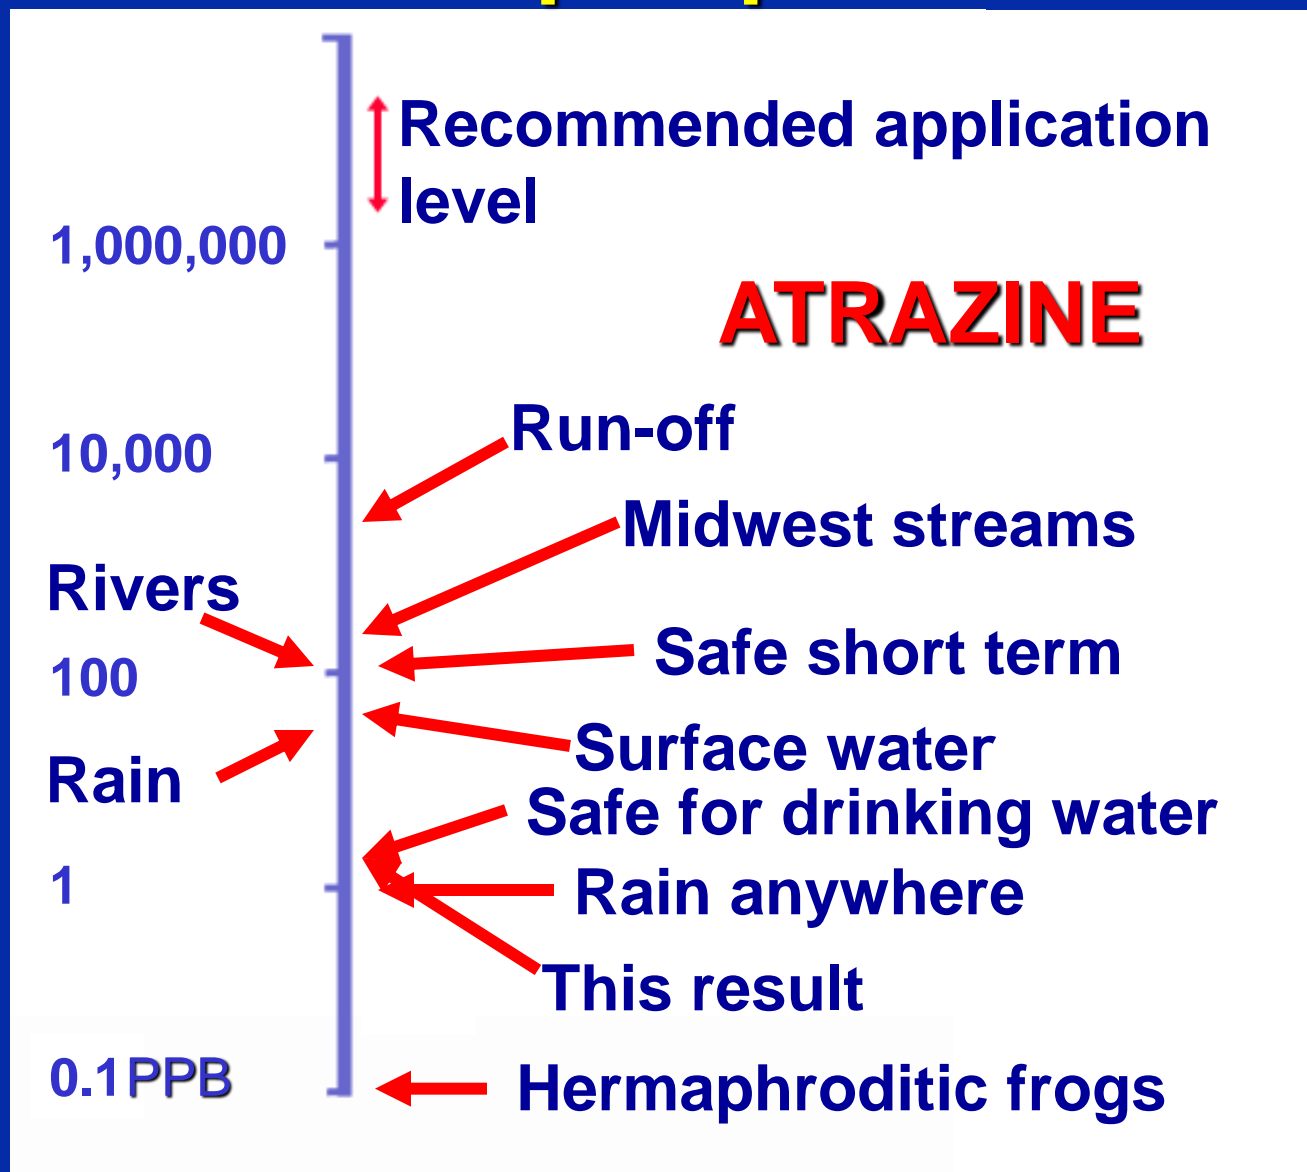 Recommended application
level
1,000,000
ATRAZINE
Run-off
10,000
Midwest streams
Rivers
Safe short term
100
Surface water
Rain
Safe for drinking water
1
Rain anywhere
This result
0.1PPB
Hermaphroditic frogs